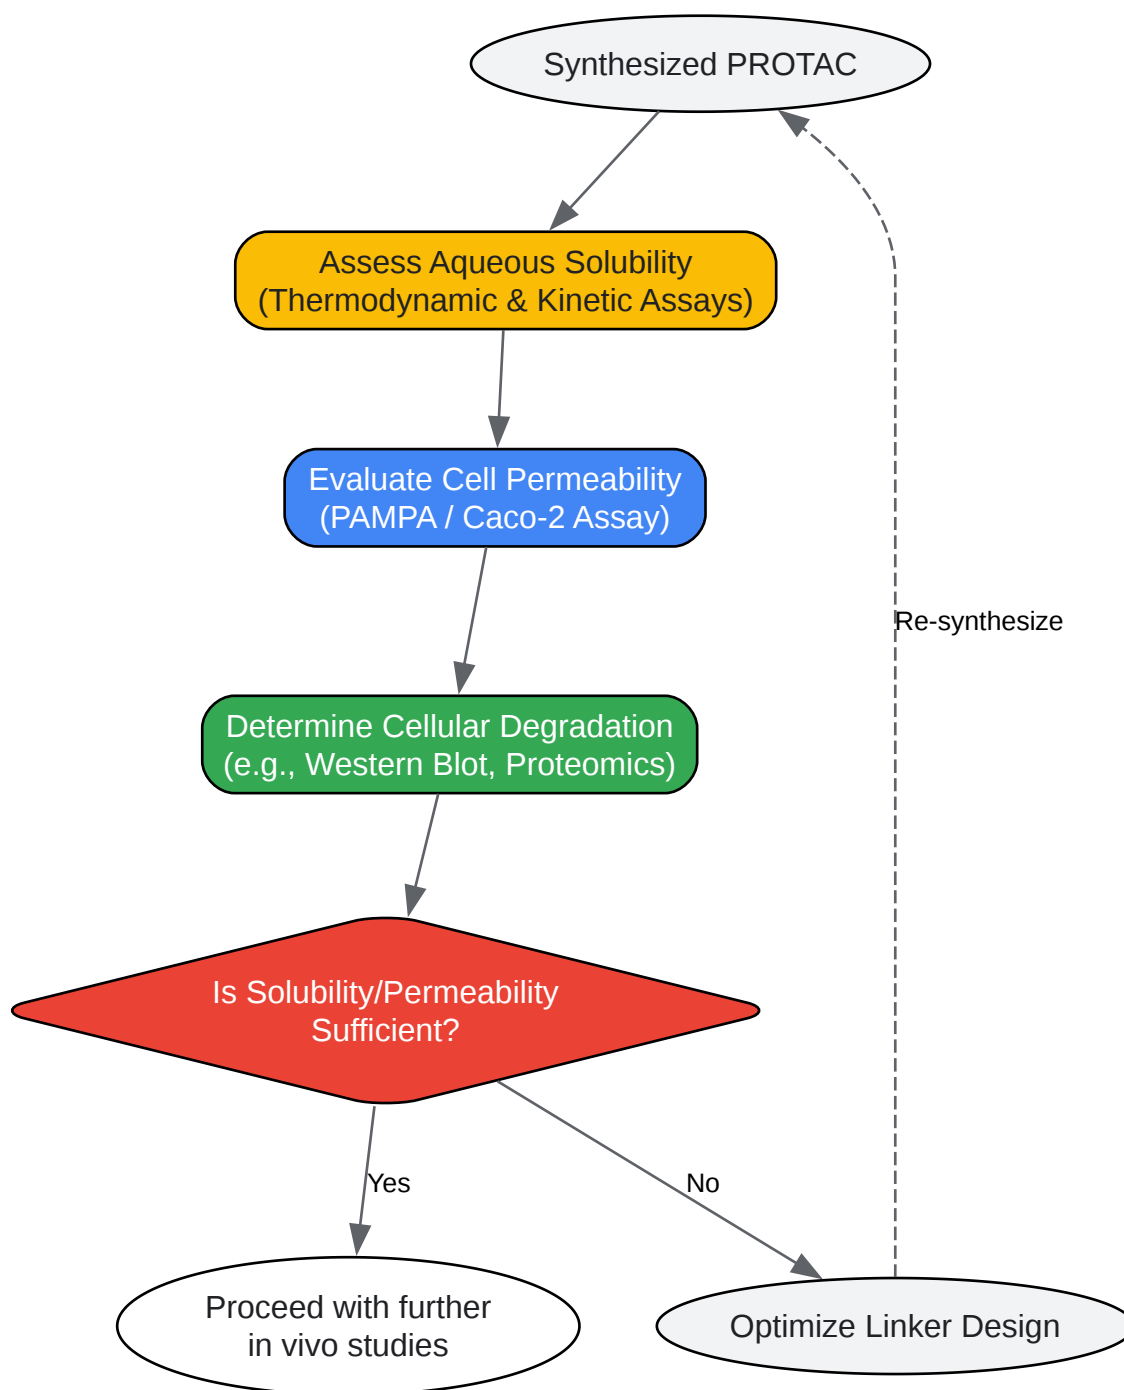 Synthesized PROTAC
Assess Aqueous Solubility
(Thermodynamic & Kinetic Assays)
Evaluate Cell Permeability
(PAMPA / Caco-2 Assay)
Re-synthesize
Determine Cellular Degradation
(e.g., Western Blot, Proteomics)
Is Solubility/Permeability
Sufficient?
Yes
No
Proceed with further
in vivo studies
Optimize Linker Design